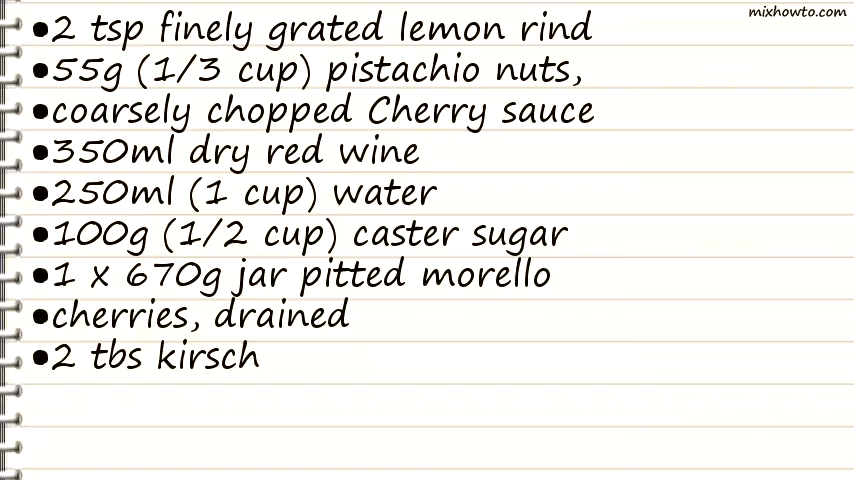 mixhowto.com
•2 tsp finely grated lemon rind
•55g (1/3 cup) pistachio nuts,
•coarsely chopped Cherry sauce
•350ml dry red wine
•250ml (1 cup) water
•100g (1/2 cup) caster sugar
•1 x 670g jar pitted morello
•cherries, drained
•2 tbs kirsch